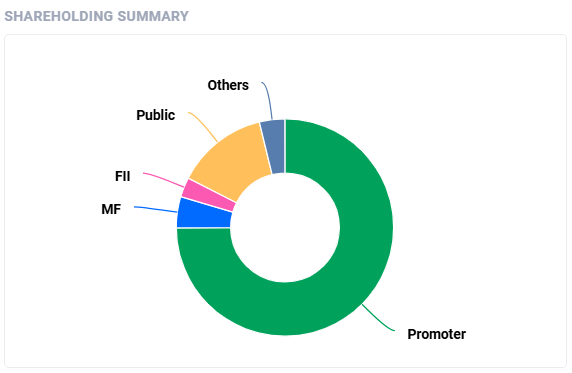 SHAREHOLDING SUMMARY
Others
Public
FII
MF
Promoter